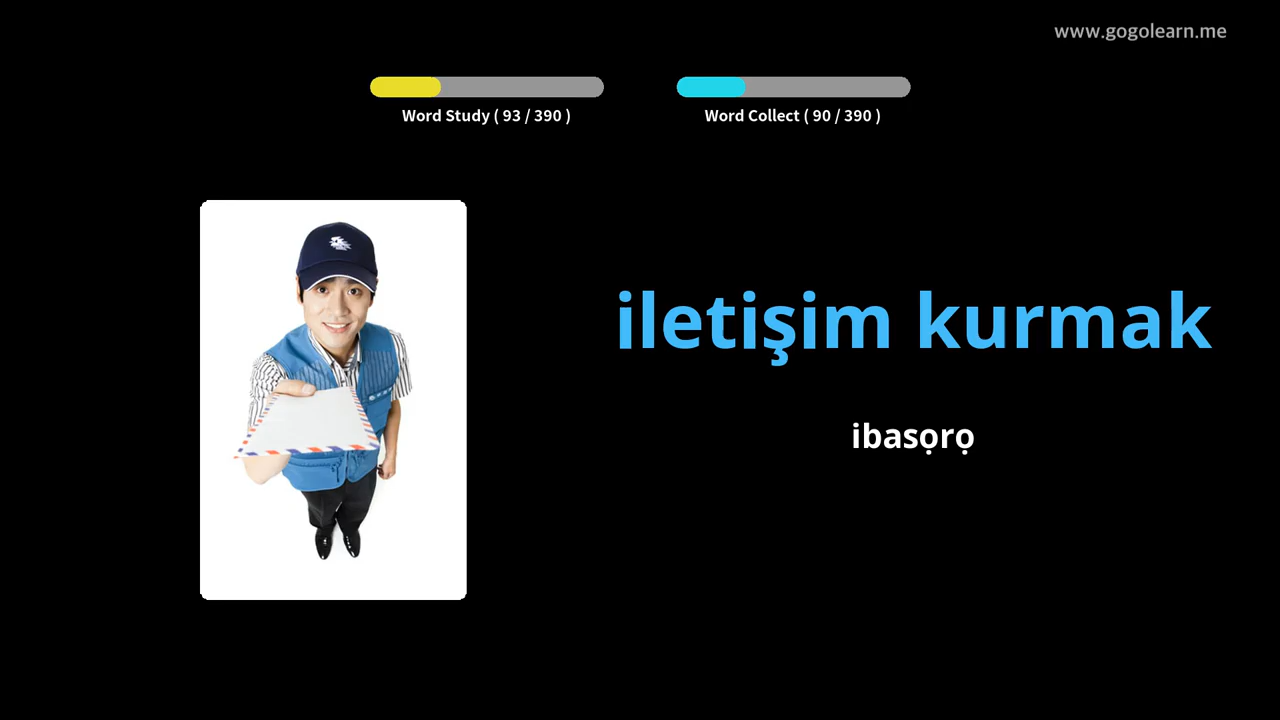 www.gogolearn.me
Word Study ( 93 / 390 )
Word Collect ( 90 / 390 )
iletişim kurmak
ibasọrọ